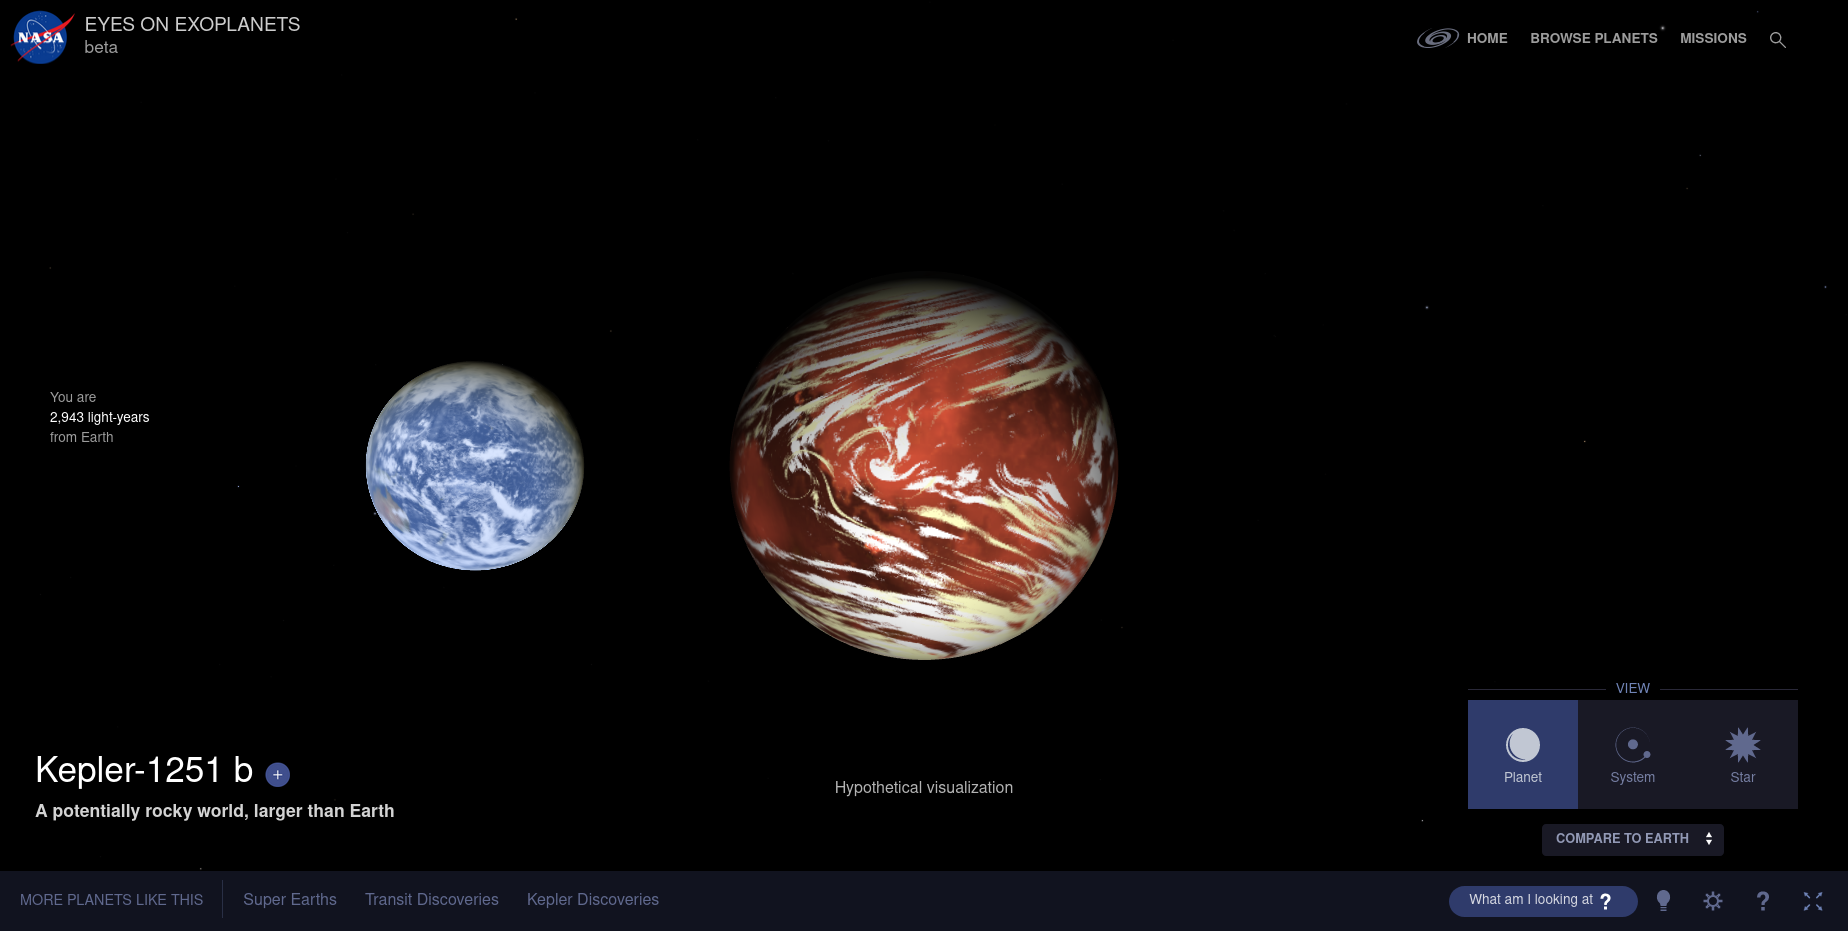 NASA
EYES ON EXOPLANETS
beta
HOME
BROWSE PLANETS
MISSIONS
You are
2,943 light-years
from Earth
Kepler-1251 b +
A potentially rocky world, larger than Earth
Hypothetical visualization
VIEW
Planet
System
Star
COMPARE TO EARTH
MORE PLANETS LIKE THIS
Super Earths
Transit Discoveries
Kepler Discoveries
What am I looking at ?
?